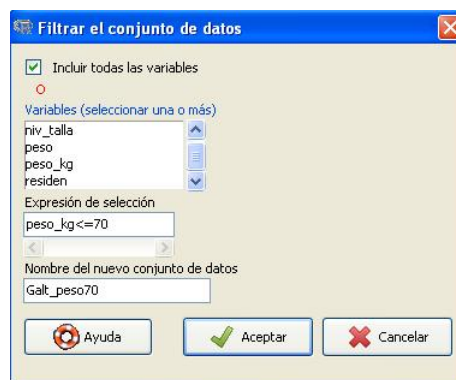 Filtrar el conjunto de datos
Incluir todas las variables
O
Variables (seleccionar una o más)
niv_talla
peso
peso_kg
residen
Expresión de selección
peso_kg<=70
Nombre del nuevo conjunto de datos
Galt_peso70
Ayuda
Aceptar
Cancelar